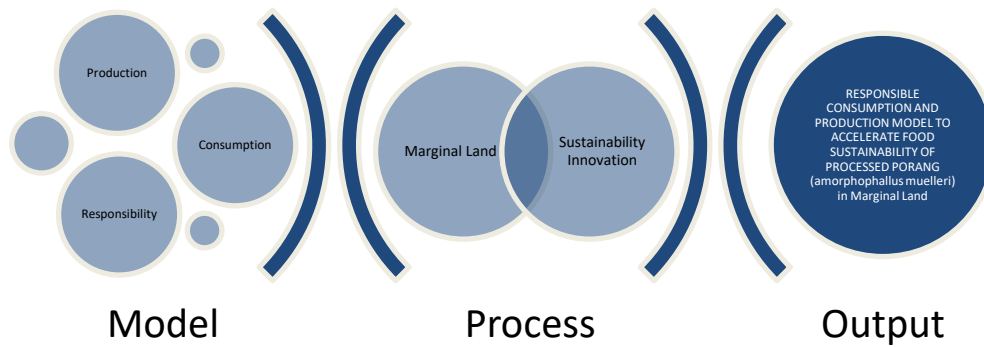 Production
Consumption
Responsibility
Marginal Land
Sustainability
Innovation
RESPONSIBLE
CONSUMPTION AND
PRODUCTION MODEL TO
ACCELERATE FOOD
SUSTAINABILITY OF
PROCESSED PORANG
(amorphophallus muelleri)
in Marginal Land
Model
Process
Output